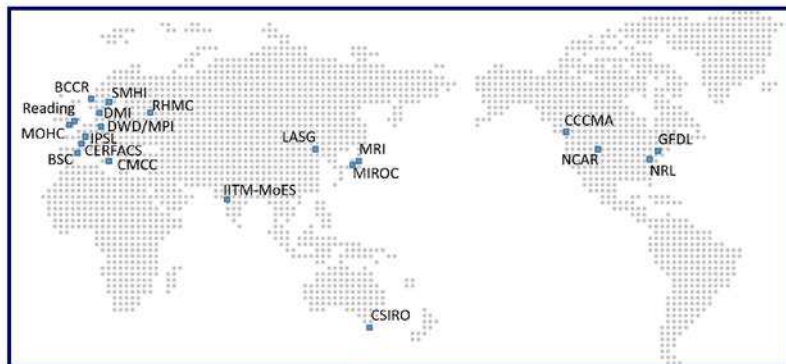 BCCR
SMHI
Reading
DMI
RHMC
MOHC
DWD/MPI
IPSL
CERFACS
BSC
CMCC
LASG
MRI
MIROC
IITM-MoES
CSIRO
CCCMA
GFDL
NCAR
NRL